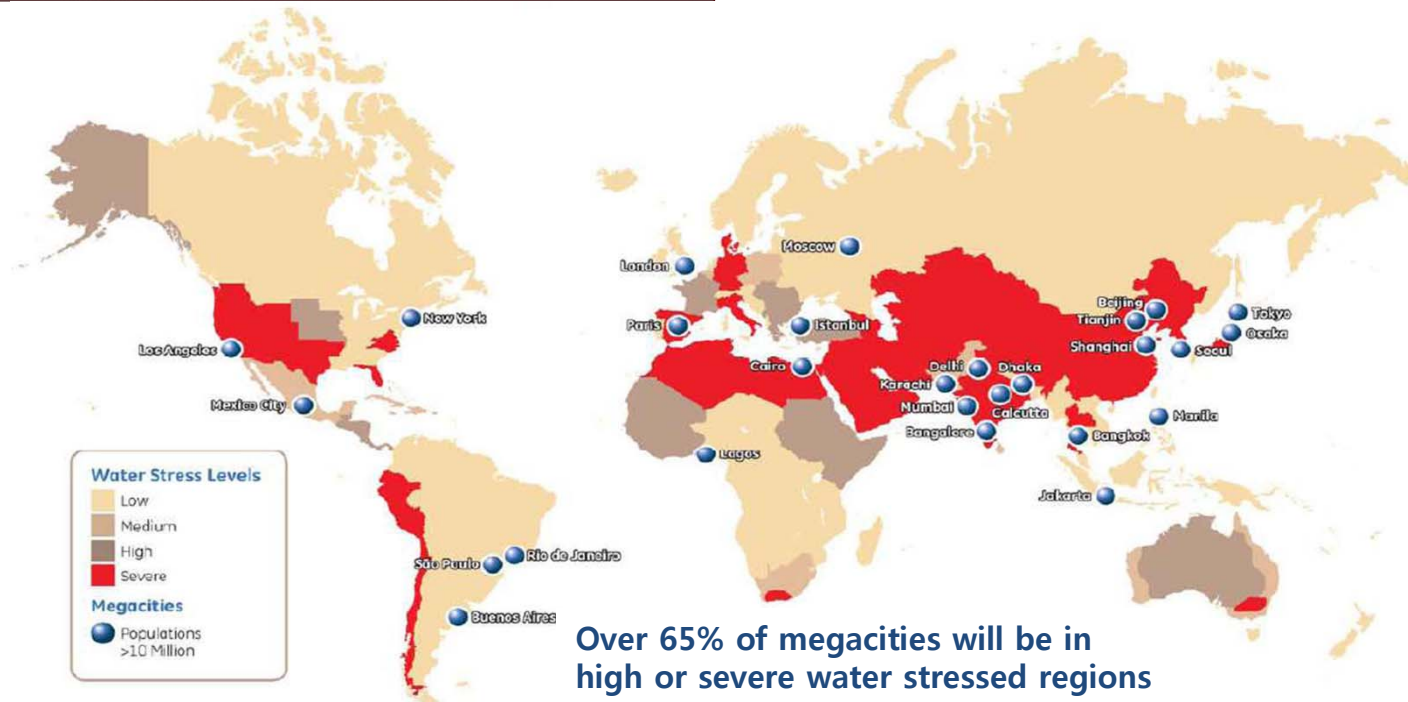 Moscow
London
New York
Paris
Istanbul
Los Angeles
Mexico City
Cairo
Beijing
Tianjin
Tokyo
Osaka
Shanghai
Seoul
Delhi
Dhaka
Karachi
Mumbai
Calcutta
Manila
Bangalore
Bangkok
Lagos
Jakarta
Rio de Janeiro
São Paulo
Buenos Aires
Water Stress Levels
Low
Medium
High
Severe
Megacities
Populations
>10 Million
Over 65% of megacities will be in
high or severe water stressed regions